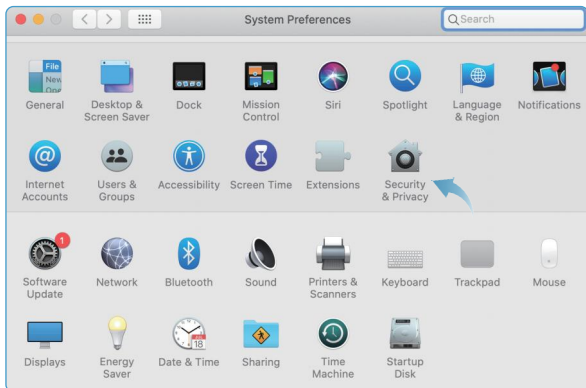 System Preferences
Search
File
New
One
General
Desktop &
Screen Saver
Dock
Mission
Control
Siri
Spotlight
Language
& Region
Notifications
Internet
Accounts
Users &
Groups
Accessibility
Screen Time
Extensions
Security
& Privacy
1
Software
Update
Network
Bluetooth
Sound
Printers &
Scanners
Keyboard
Trackpad
Mouse
18
Displays
Energy
Saver
Date & Time
Sharing
Time
Machine
Startup
Disk